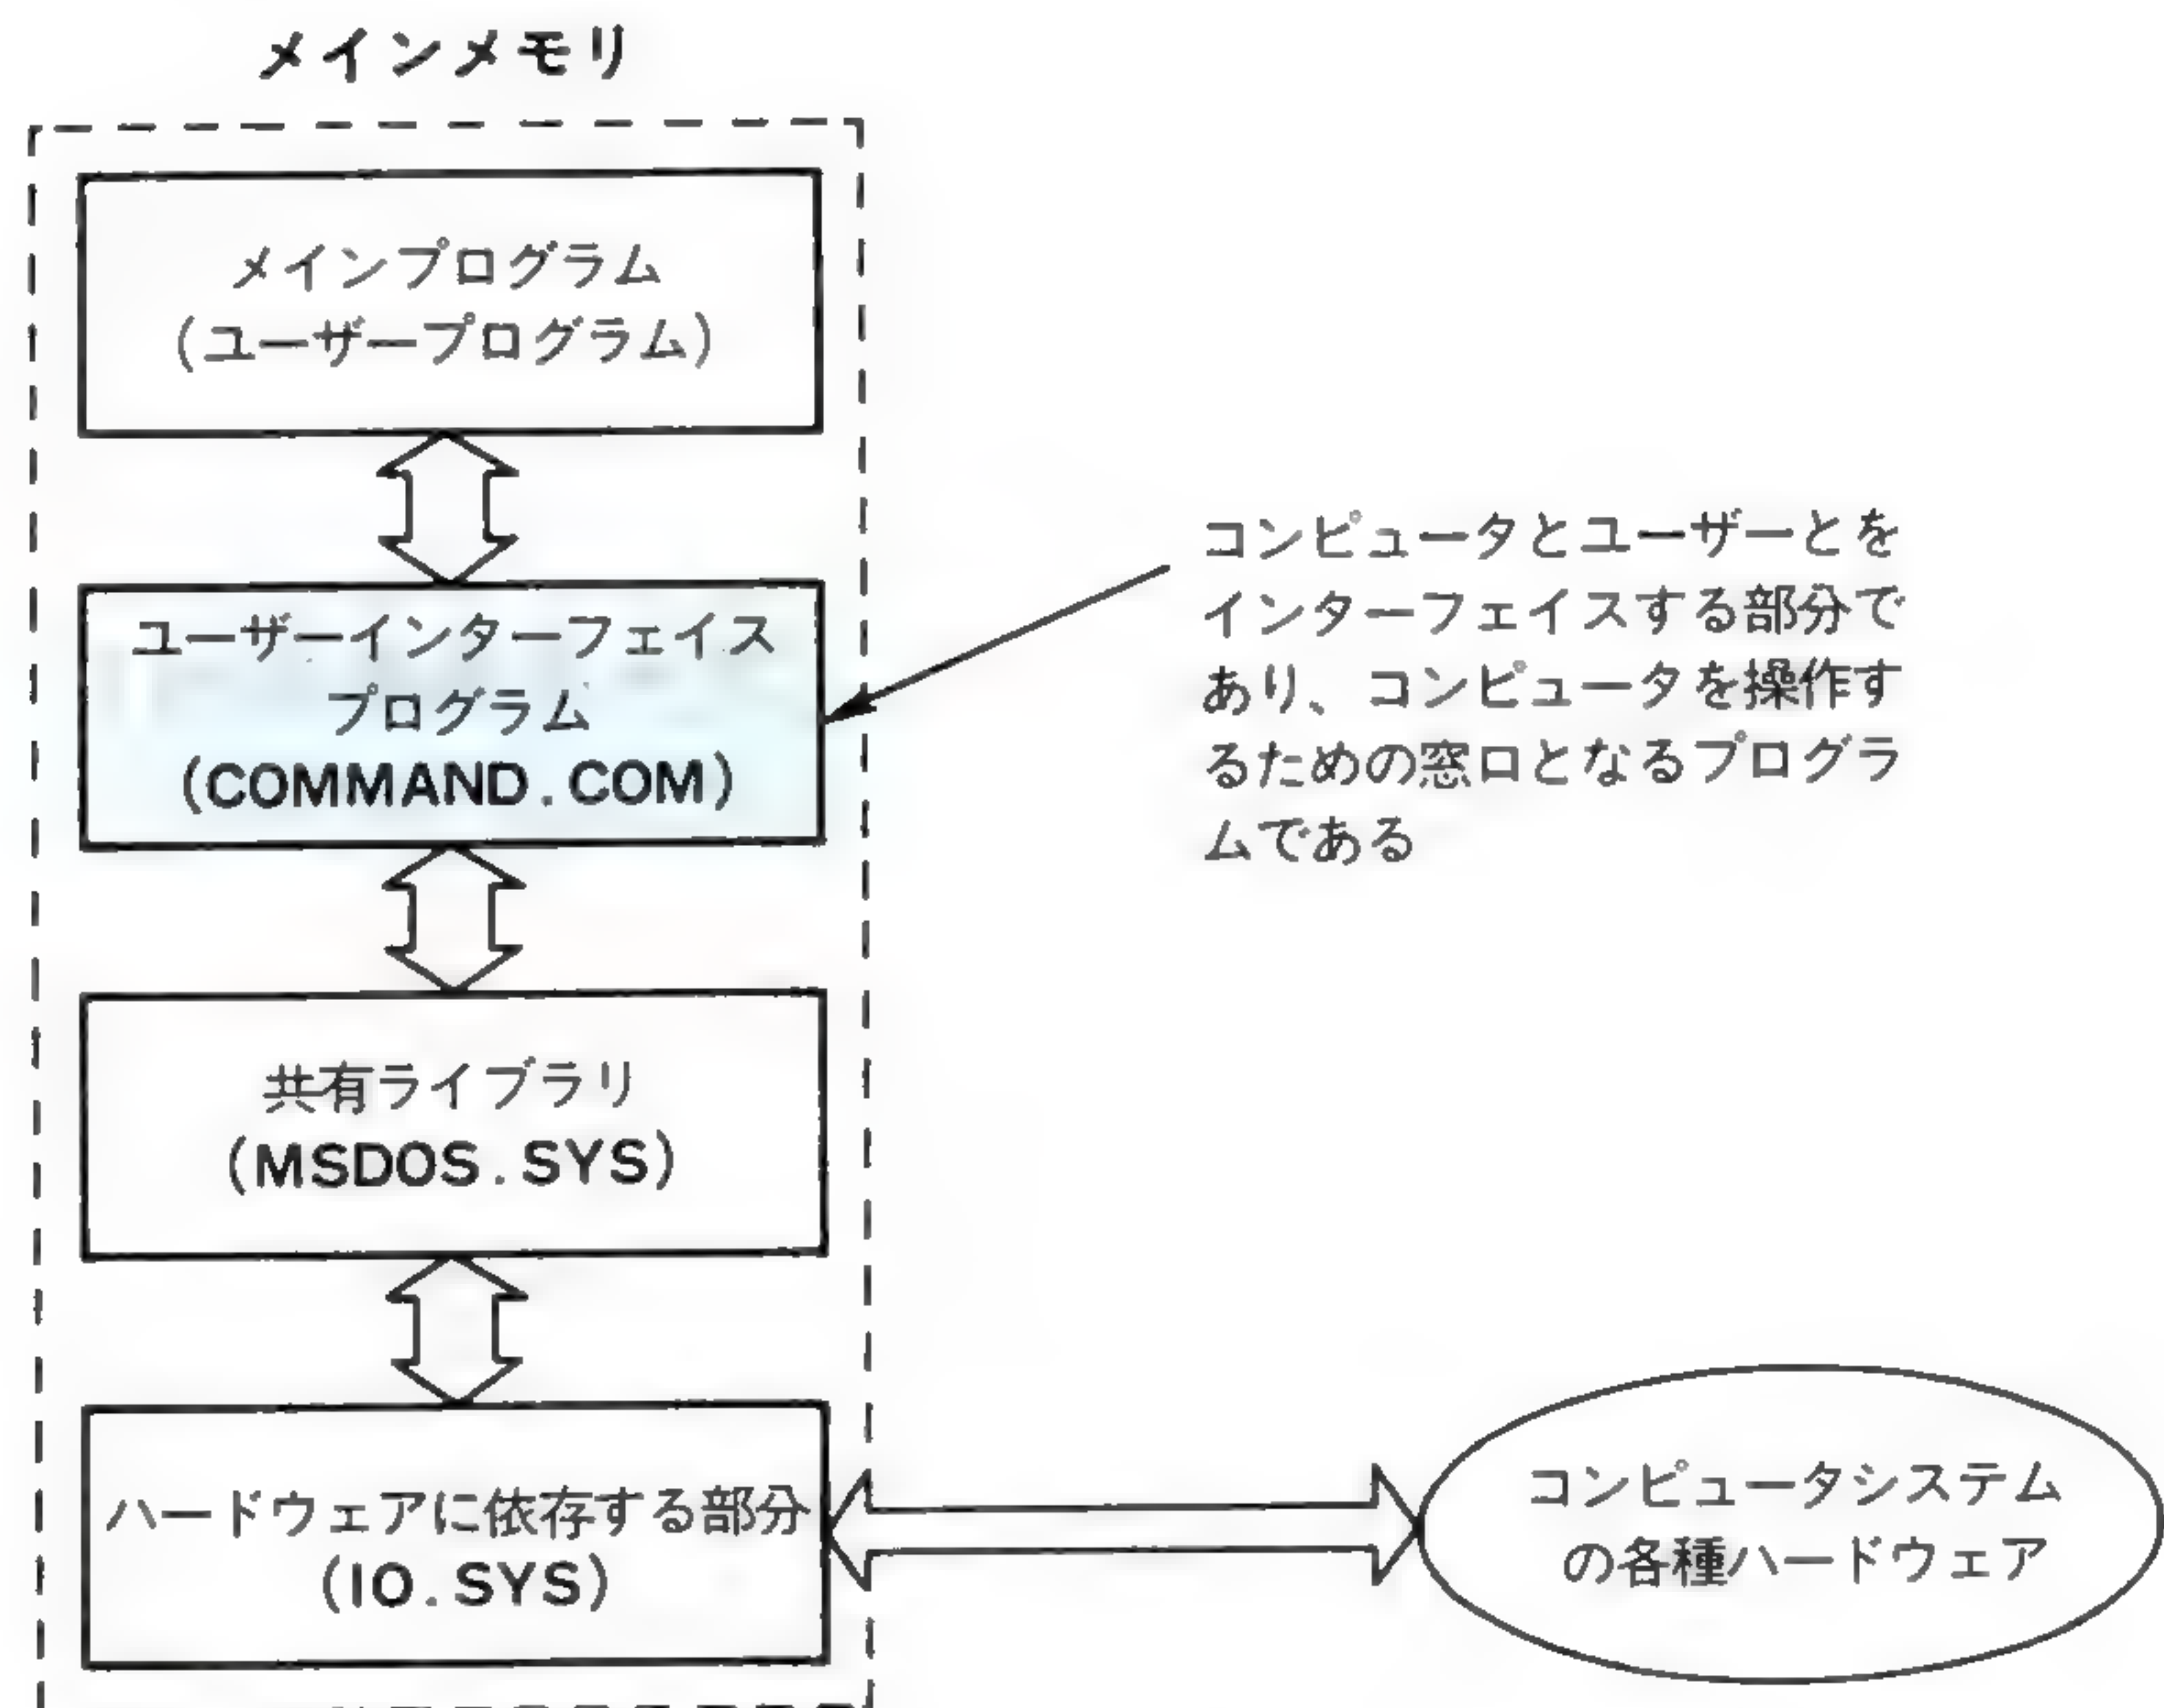 メインメモリ
メインプログラム
(ユーザープログラム)
ユーザーインターフェイス
プログラム
(COMMAND.COM)
コンピュータとユーザーとを
インターフェイスする部分で
あり、コンピュータを操作す
るための窓口となるプログラ
ムである
共有ライブラリ
(MSDOS.SYS)
ハードウェアに依存する部分
(IO.SYS)
コンピュータシステム
の各種ハードウェア